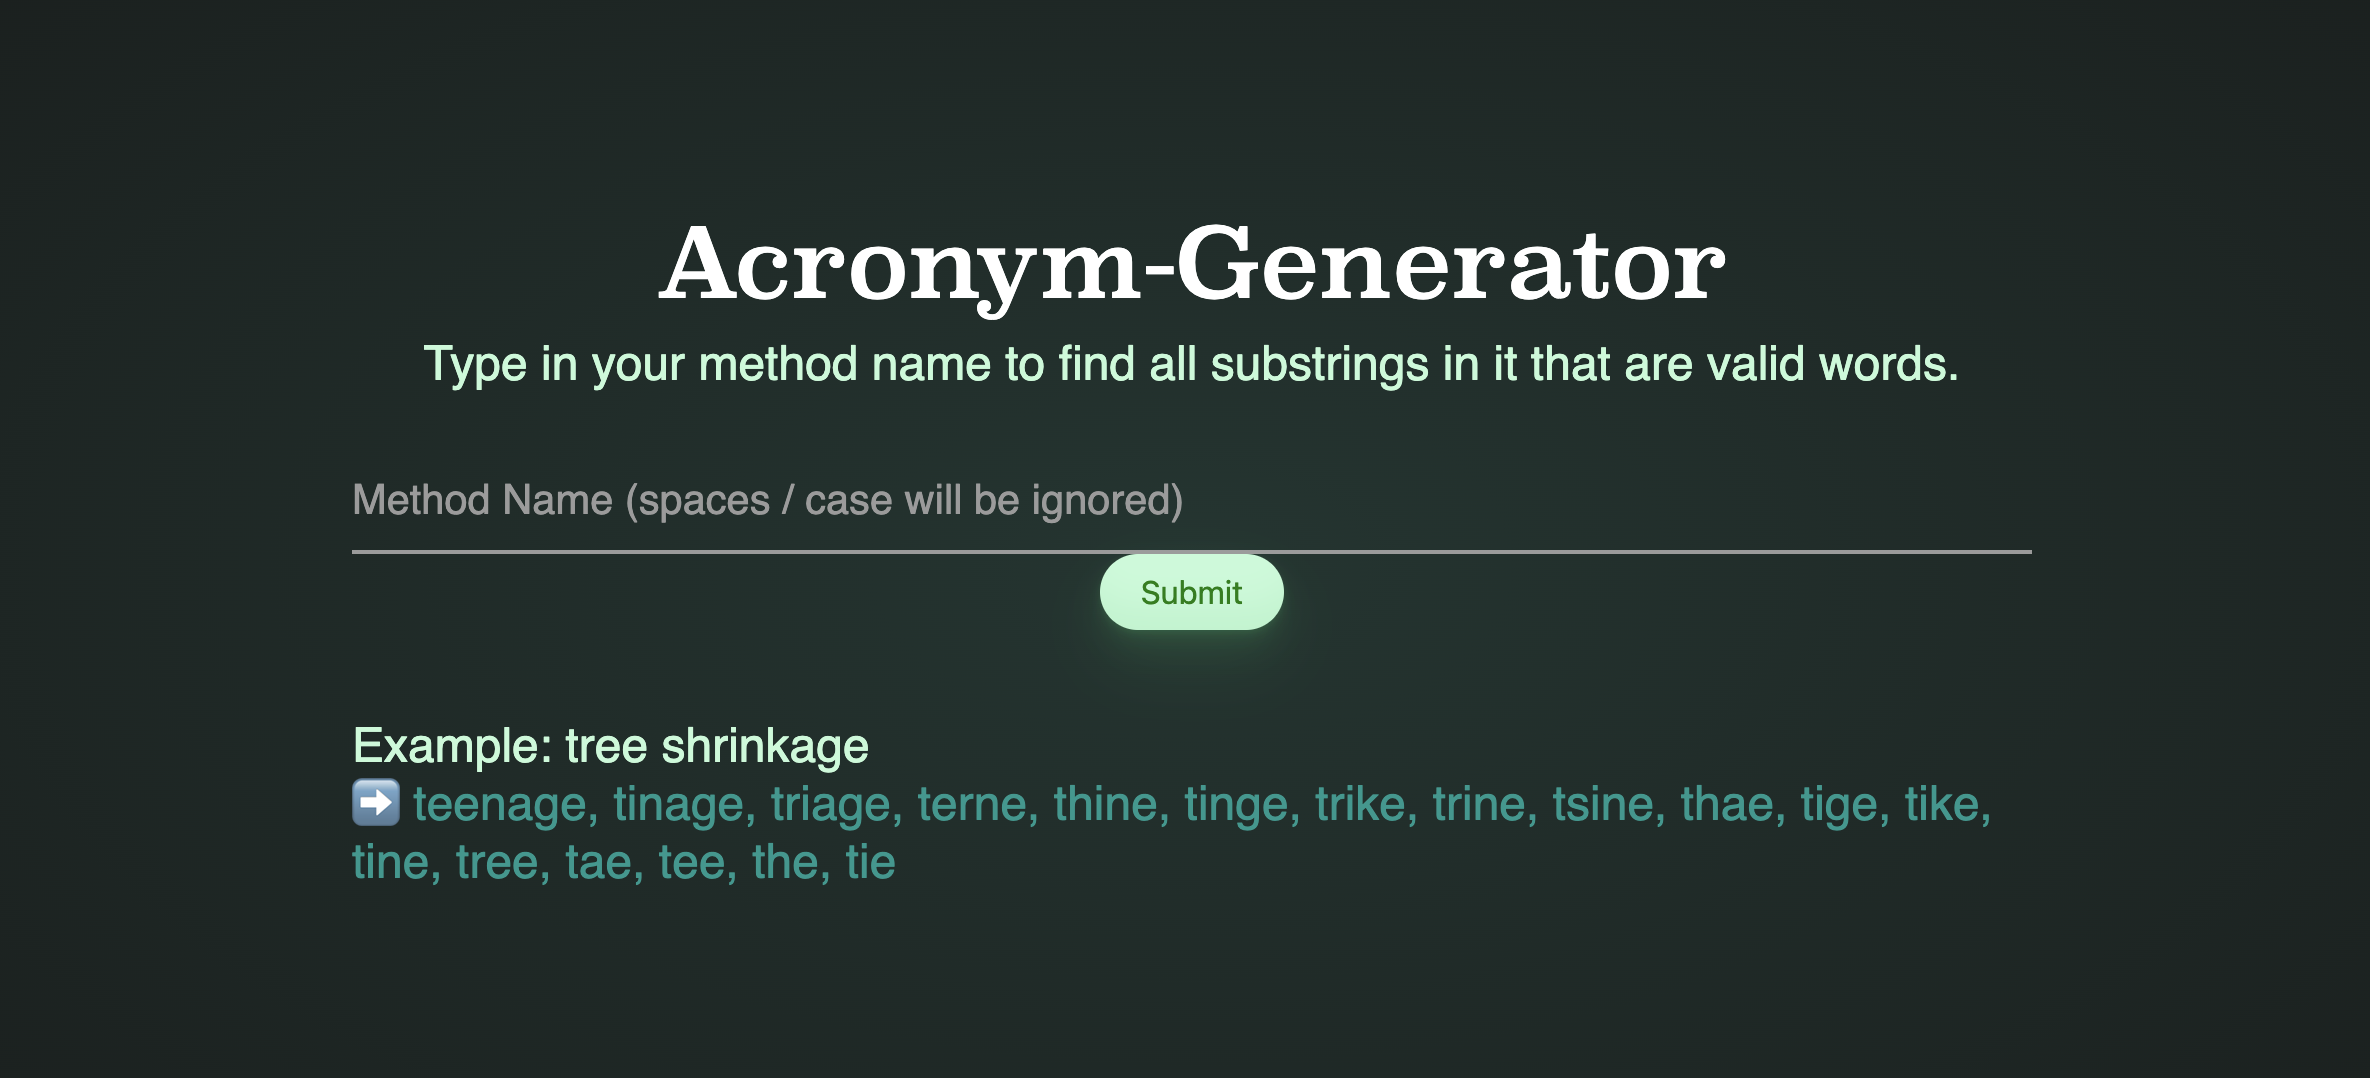 Acronym-Generator
Type in your method name to find all substrings in it that are valid words.
Method Name (spaces / case will be ignored)
Submit
Example: tree shrinkage
➡️ teenage, tinage, triage, terne, thine, tinge, trike, trine, tsine, thae, tige, tike,
tine, tree, tae, tee, the, tie